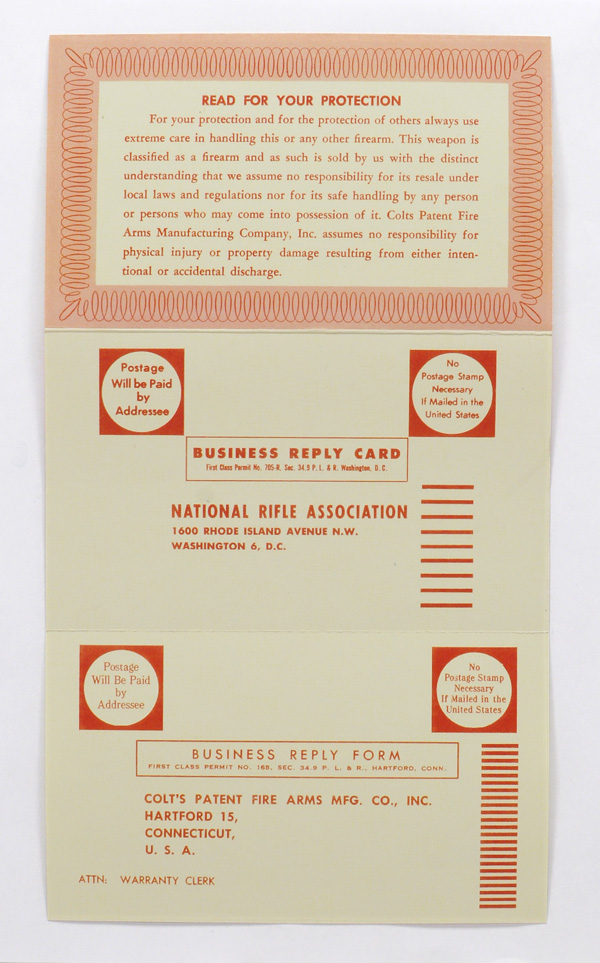 READ FOR YOUR PROTECTION
For your protection and for the protection of others always use
extreme care in handling this or any other firearm. This weapon is
classified as a firearm and as such is sold by us with the distinct
understanding that we assume no responsibility for its resale under
local laws and regulations nor for its safe handling by any person
or persons who may come into possession of it. Colts Patent Fire
Arms Manufacturing Company, Inc. assumes no responsibility for
physical injury or property damage resulting from either inten-
tional or accidental discharge.
Postage
Will be Paid
by
Addressee
No
Postage Stamp
Necessary
If Mailed in the
United States
BUSINESS REPLY CARD
First Class Permit No. 705-R, Sec. 34.9 P. L. & R. Washington, D. C.
NATIONAL RIFLE ASSOCIATION
1600 RHODE ISLAND AVENUE N.W.
WASHINGTON 6, D.C.
Postage
Will Be Paid
by
Addressee
No
Postage Stamp
Necessary
If Mailed in the
United States
BUSINESS REPLY FORM
FIRST CLASS PERMIT NO. 168, SEC. 34.9 P. L. & R., HARTFORD, CONN.
COLT'S PATENT FIRE ARMS MFG. CO., INC.
HARTFORD 15,
CONNECTICUT,
U. S. A.
ATTN: WARRANTY CLERK